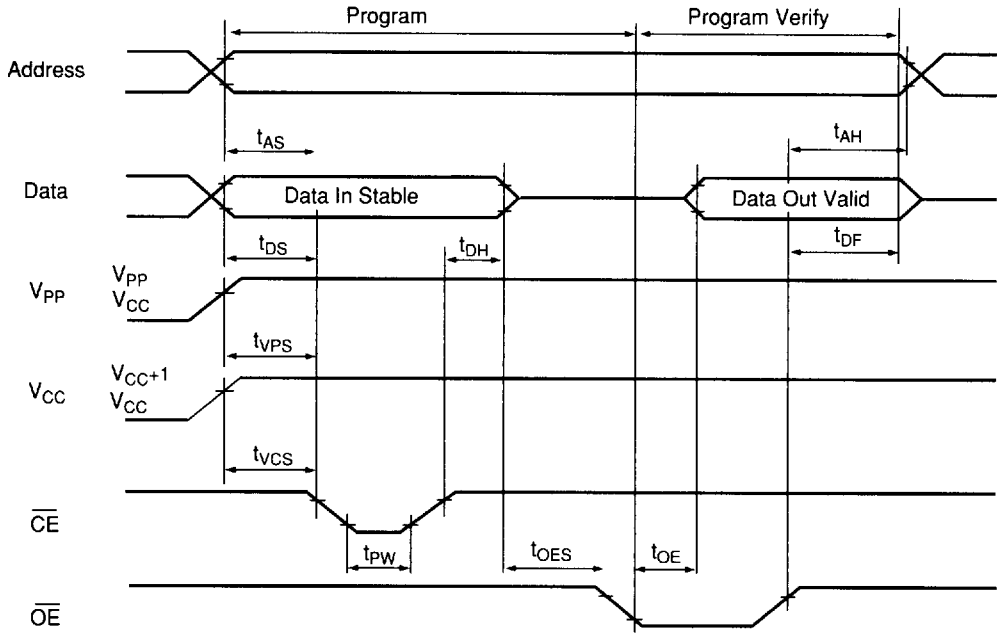 Program
Program Verify
Address
tAS
tAH
Data
Data In Stable
Data Out Valid
tDS
tDH
tDF
VPP
VPP
VCC
tVPS
VCC
VCC+1
VCC
tVCS
CE
tPW
tOES
tOE
OE